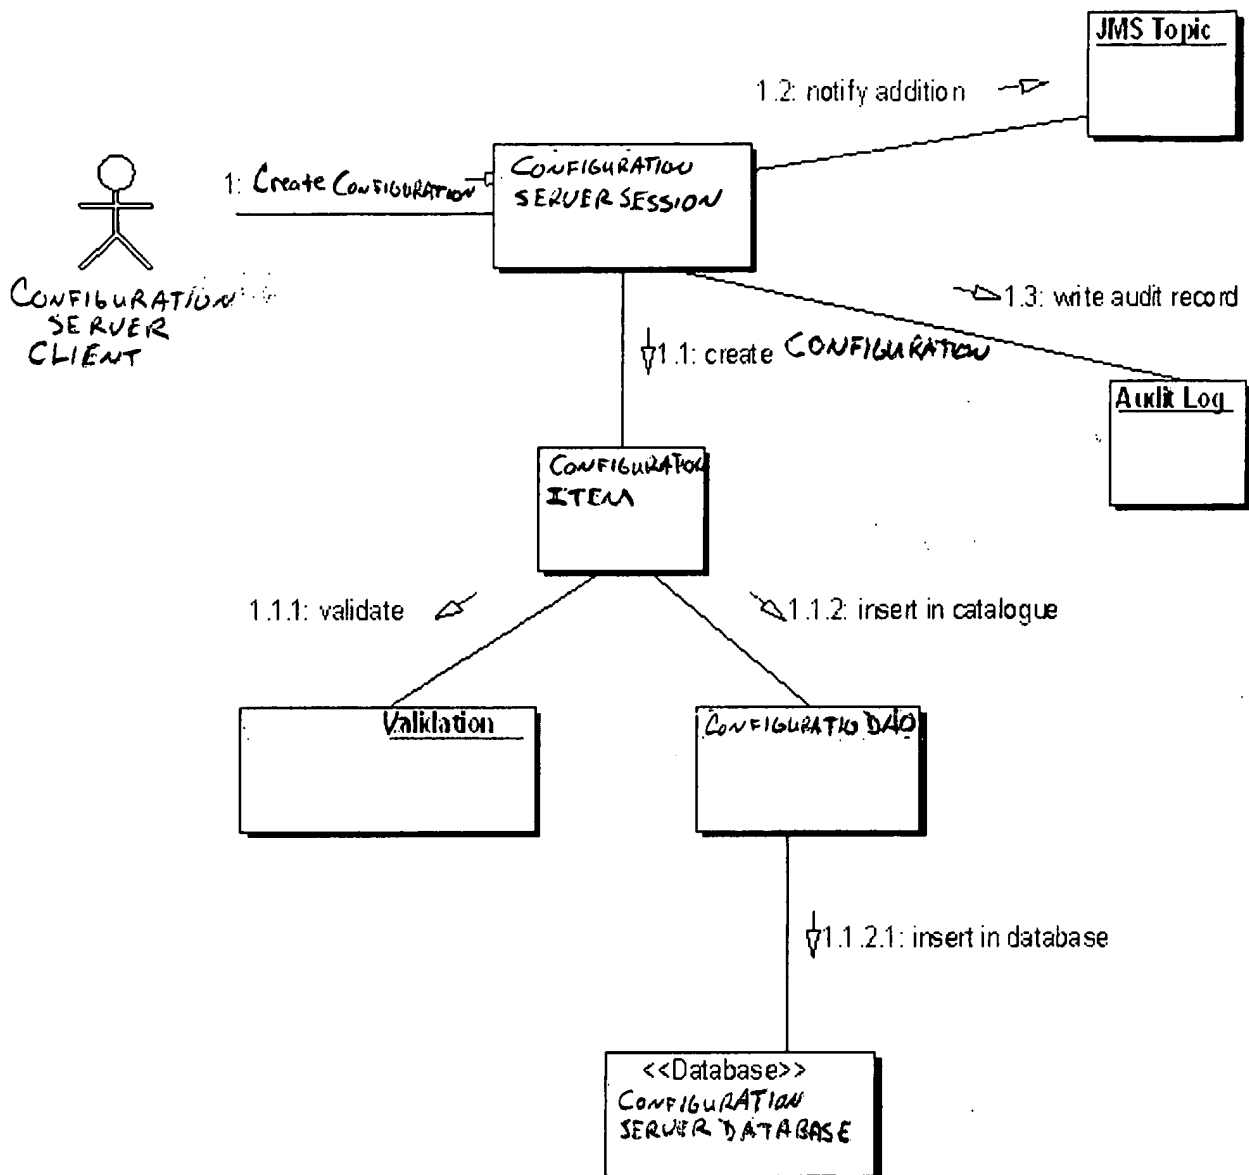 JMS Topic
1.2: notify addition
1: Create CONFIGURATION
CONFIGURATION
SERVER SESSION
CONFIGURATION
SERVER
CLIENT
1.3: write audit record
1.1: create CONFIGURATION
Audit Log
CONFIGURATION
ITEM
1.1.1: validate
1.1.2: insert in catalogue
Validation
CONFIGURATIO DAO
1.1.2.1: insert in database
<<Database>>
CONFIGURATION
SERVER DATABASE